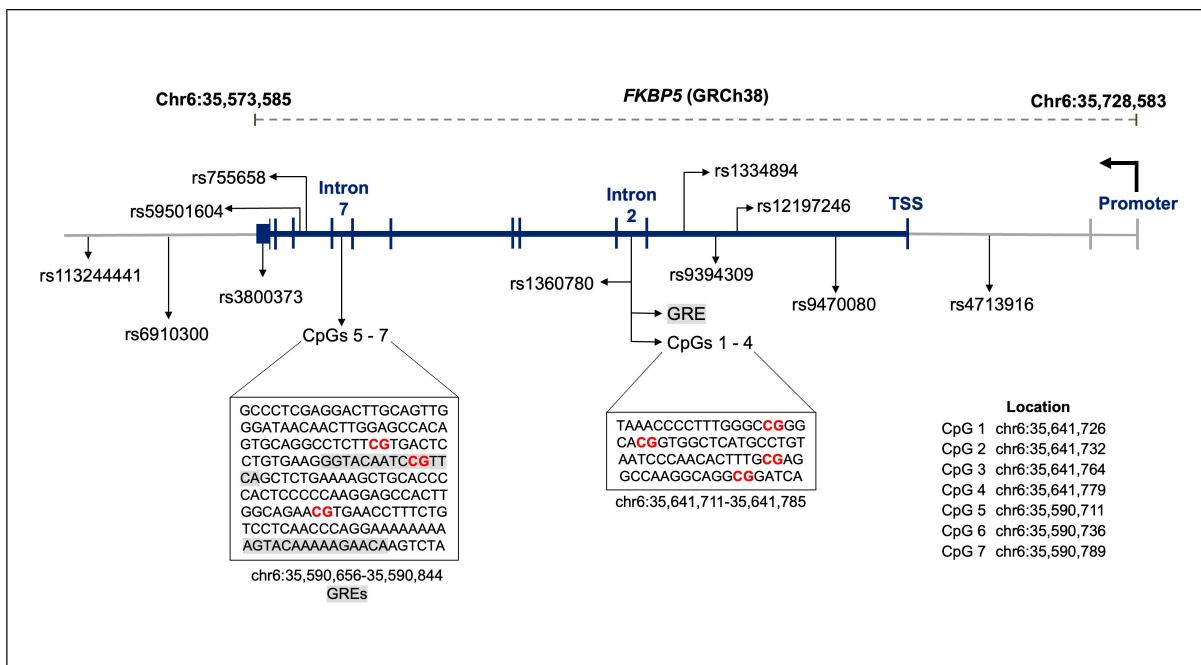 FKBP5 (GRCh38)
Chr6:35,573,585
Chr6:35,728,583
rs755658
Intron
7
rs59501604
Intron
2
rs1334894
rs12197246
TSS
Promoter
rs113244441
rs6910300
rs3800373
CpGs 5 - 7
rs1360780
GRE
CpGs 1 - 4
rs9394309
rs9470080
rs4713916
GCCCTCGAGGACTTGCAGTTG
GGATAACAACTTGGAGCCACA
GTGCAGGCCTCTTCGTGACTC
CTGTGAAGGGTACAATCCGTT
CAGCTCTGAAAAGCTGCACCC
CACTCCCCCAAGGAGCCACTT
GGCAGAACGTGAACCTTTCTG
TCCTCAACCCAGGAAAAAAAA
AGTACAAAAAGAACAAGTCTA
chr6:35,590,656-35,590,844
GREs
TAAACCCCTTTGGGCCGGG
CACGGTGGCTCATGCCTGT
AATCCCAACACTTTGCGAG
GCCAAGGCAGGCGGATCA
chr6:35,641,711-35,641,785
Location
CpG 1 chr6:35,641,726
CpG 2 chr6:35,641,732
CpG 3 chr6:35,641,764
CpG 4 chr6:35,641,779
CpG 5 chr6:35,590,711
CpG 6 chr6:35,590,736
CpG 7 chr6:35,590,789